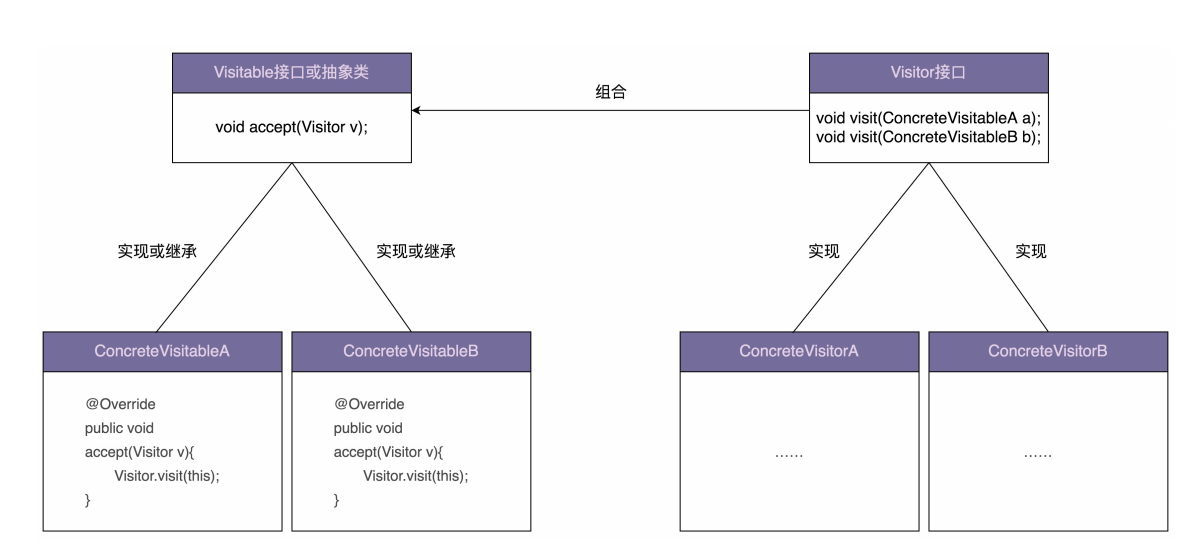 Visitable接口或抽象类
void accept(Visitor v);
组合
Visitor接口
void visit(ConcreteVisitableA a);
void visit(ConcreteVisitableB b);
实现或继承
实现或继承
实现
实现
ConcreteVisitableA
@Override
public void
accept(Visitor v){
Visitor.visit(this);
}
ConcreteVisitableB
@Override
public void
accept(Visitor v){
Visitor.visit(this);
}
ConcreteVisitorA
......
ConcreteVisitorB
......